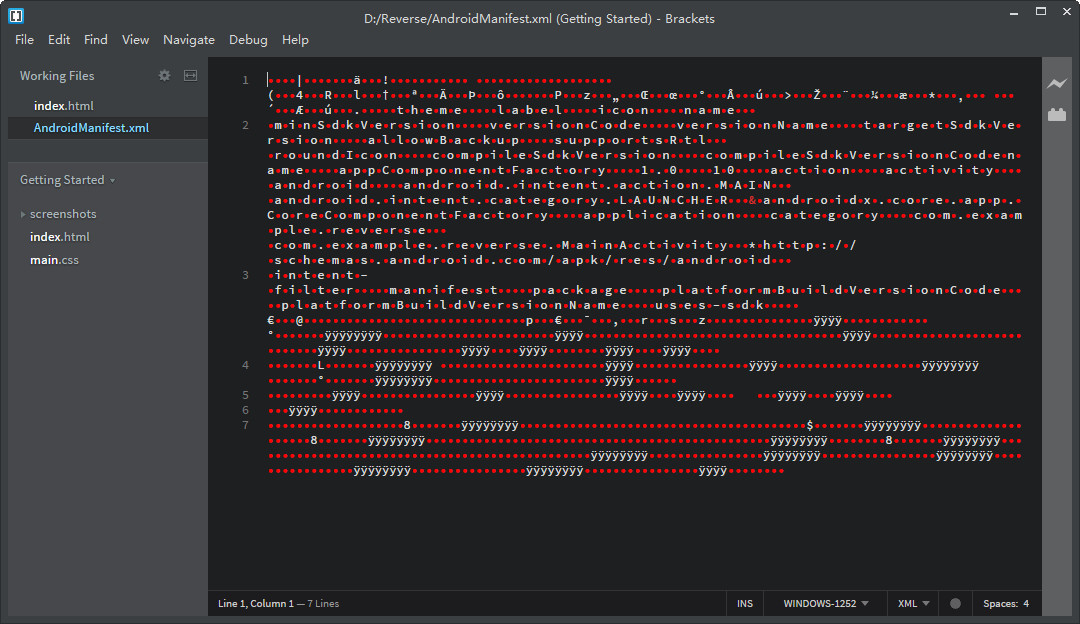 D:/Reverse/AndroidManifest.xml (Getting Started) - Brackets
File Edit Find View Navigate Debug Help
Working Files
index.html
AndroidManifest.xml
Getting Started
screenshots
index.html
main.css
1
theme label icon name
2 minSdkVersion versionCode versionName targetSdkVe
rsion allowBackup supportsRtl
roundIcon compileSdkVersion compileSdkVersionCoden
ame appComponentFactory 1.0 10 action activity
android android.intent.action.MAIN
android.intent.category.LAUNCHER &androidx.core.app.
CoreComponentFactory application category com.exam
ple.reverse
com.example.reverse.MainActivity *http://
schemas.android.com/apk/res/android
3 intent-
filter manifest package platformBuildVersionCode
platformBuildVersionName uses-sdk
€ @ p € ¯ , r s z ÿÿÿÿ
° ÿÿÿÿÿÿÿÿ ÿÿÿÿ ÿÿÿÿ
ÿÿÿÿ ÿÿÿÿ ÿÿÿÿ ÿÿÿÿ ÿÿÿÿ
4 L ÿÿÿÿÿÿÿÿ ÿÿÿÿ ÿÿÿÿ ÿÿÿÿÿÿÿÿ
° ÿÿÿÿÿÿÿÿ ÿÿÿÿ
5 ÿÿÿÿ ÿÿÿÿ ÿÿÿÿ ÿÿÿÿ ÿÿÿÿ ÿÿÿÿ
6 ÿÿÿÿ
7 8 ÿÿÿÿÿÿÿÿ $ ÿÿÿÿÿÿÿÿ
8 ÿÿÿÿÿÿÿÿ ÿÿÿÿÿÿÿÿ 8 ÿÿÿÿÿÿÿÿ
ÿÿÿÿÿÿÿÿ ÿÿÿÿÿÿÿÿ ÿÿÿÿÿÿÿÿ
ÿÿÿÿÿÿÿÿ ÿÿÿÿÿÿÿÿ ÿÿÿÿ
Line 1, Column 1 — 7 Lines INS WINDOWS-1252 XML Spaces: 4